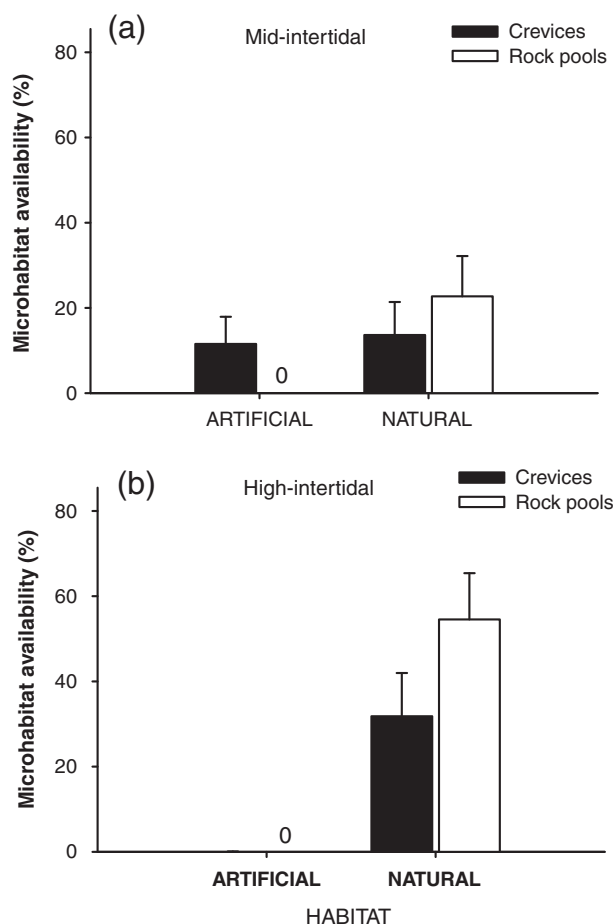 (a)
Mid-intertidal
Crevices
Rock pools
Microhabitat availability (%)
80
60
40
20
0
0
ARTIFICIAL NATURAL
(b)
High-intertidal
Crevices
Rock pools
Microhabitat availability (%)
80
60
40
20
0
0
ARTIFICIAL NATURAL
HABITAT